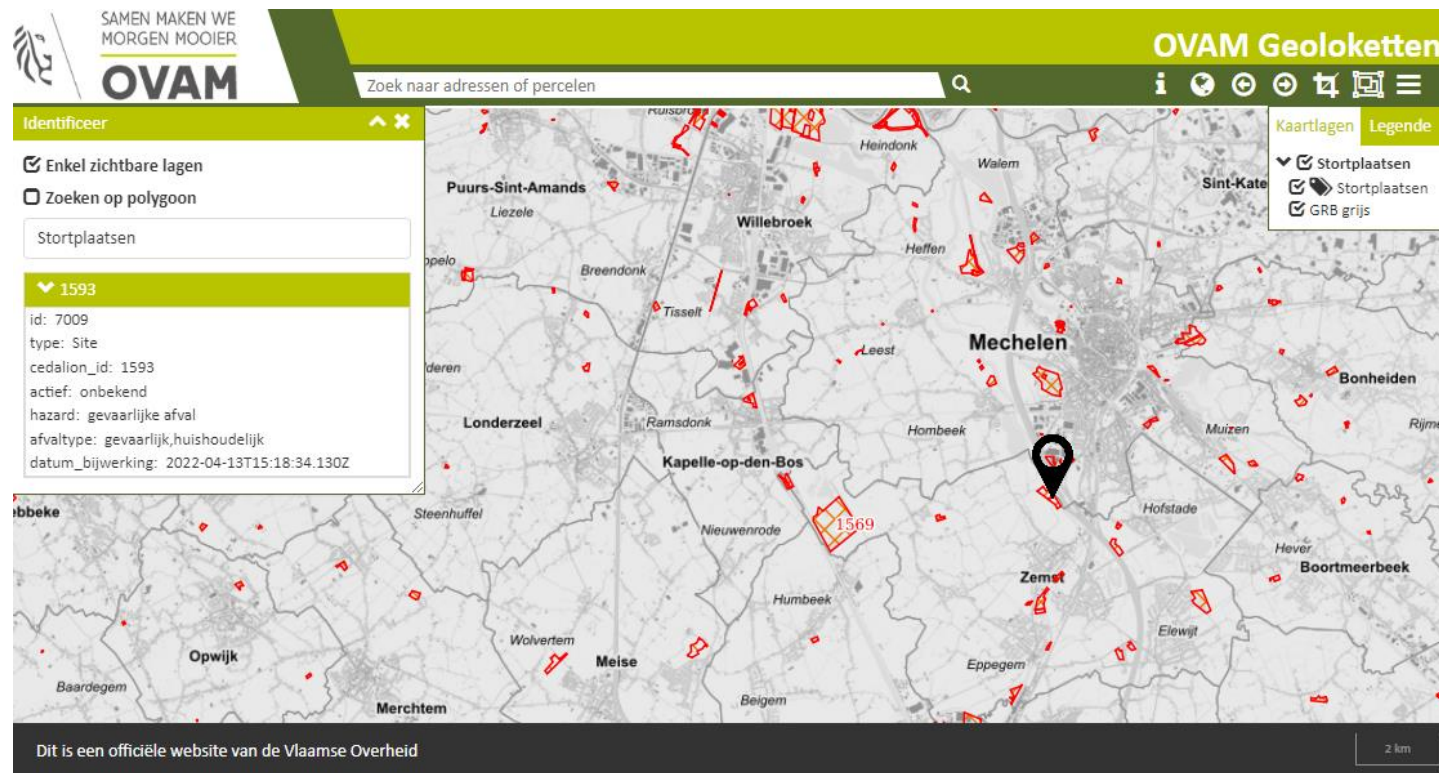 SAMEN MAKEN WE
MORGEN MOOIER
OVAM
OVAM Geoloketten
Zoek naar adressen of percelen
Identificeer
Enkel zichtbare lagen
Zoeken op polygoon
Stortplaatsen
1593
id: 7009
type: Site
cedalion_id: 1593
actief: onbekend
hazard: gevaarlijke afval
afvaltype: gevaarlijk,huishoudelijk
datum_bijwerking: 2022-04-13T15:18:34.130Z
Kaartlagen Legende
Stortplaatsen
Stortplaatsen
GRB grijs
Heindonk
Walem
Puurs-Sint-Amands
Sint-Kate
Liezele
Willebroek
Heffen
Breendonk
Tisselt
Mechelen
Leest
Bonheiden
Londerzeel
Ramsdonk
Hombeek
Muizen
Kapelle-op-den-Bos
Steenhuffel
Hofstade
1569
Nieuwenrode
Hever
Boortmeerbeek
Zemst
Humbeek
Elewijt
Wolvertem
Opwijk
Meise
Eppegem
Baardegem
Beigem
Merchtem
Dit is een officiële website van de Vlaamse Overheid
2 km